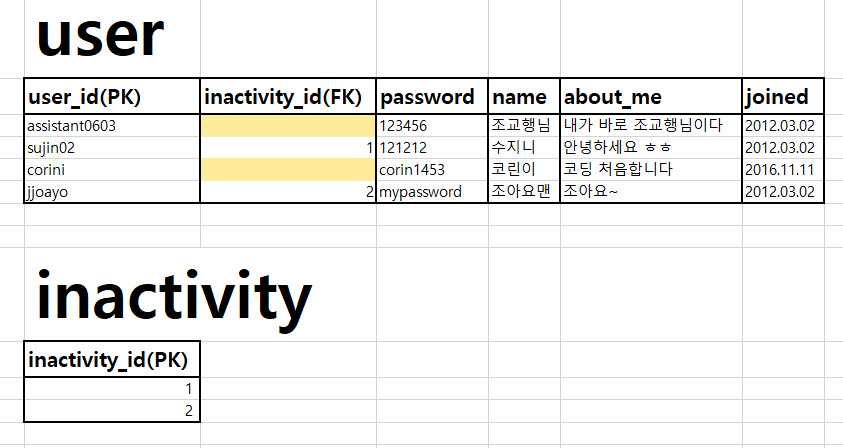 user
user_id(PK) inactivity_id(FK) password name about_me joined
assistant0603 123456 조교행님 내가 바로 조교행님이다 2012.03.02
sujin02 1 121212 수지니 안녕하세요 ㅎㅎ 2012.03.02
corini corin1453 코린이 코딩 처음합니다 2016.11.11
jjoayo 2 mypassword 조아요맨 조아요~ 2012.03.02
inactivity
inactivity_id(PK)
1
2